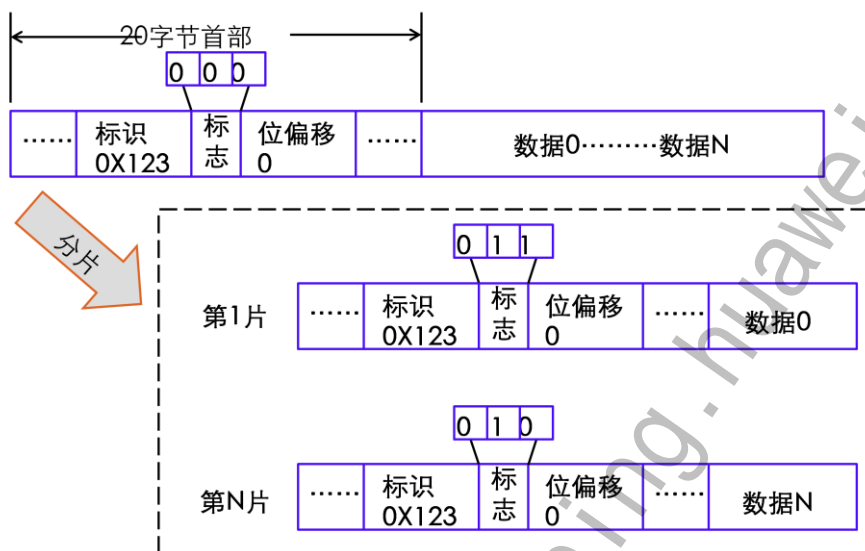 20字节首部
0 0 0
…… 标识 0X123 标志 位偏移 0 …… 数据0………数据N
分片
0 1 1
第1片 …… 标识 0X123 标志 位偏移 0 …… 数据0
0 1 0
第N片 …… 标识 0X123 标志 位偏移 0 …… 数据N
ing.huawei